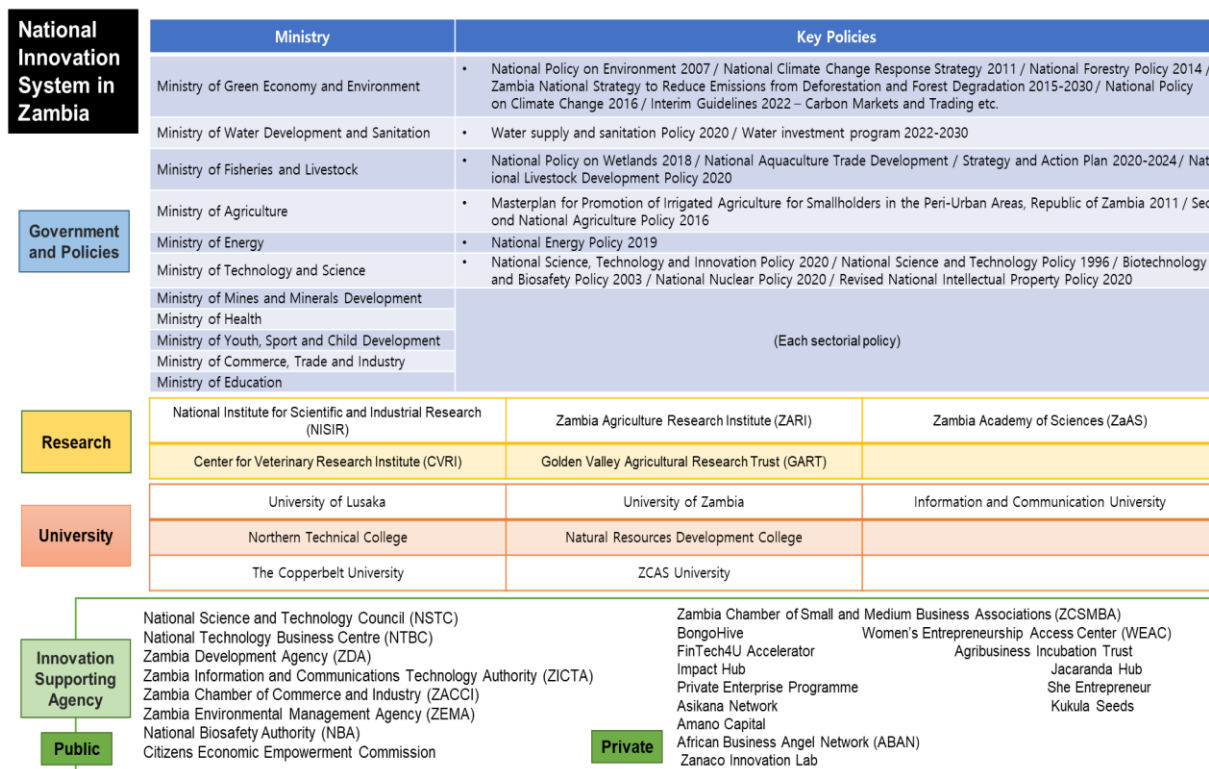 National
Innovation
System in
Zambia
Ministry
Key Policies
Ministry of Green Economy and Environment
• National Policy on Environment 2007 / National Climate Change Response Strategy 2011 / National Forestry Policy 2014 /
Zambia National Strategy to Reduce Emissions from Deforestation and Forest Degradation 2015-2030 / National Policy
on Climate Change 2016 / Interim Guidelines 2022 – Carbon Markets and Trading etc.
Ministry of Water Development and Sanitation
• Water supply and sanitation Policy 2020 / Water investment program 2022-2030
Ministry of Fisheries and Livestock
• National Policy on Wetlands 2018 / National Aquaculture Trade Development / Strategy and Action Plan 2020-2024 / Nat
ional Livestock Development Policy 2020
Government
and Policies
Ministry of Agriculture
• Masterplan for Promotion of Irrigated Agriculture for Smallholders in the Peri-Urban Areas, Republic of Zambia 2011 / Sec
ond National Agriculture Policy 2016
Ministry of Energy
• National Energy Policy 2019
Ministry of Technology and Science
• National Science, Technology and Innovation Policy 2020 / National Science and Technology Policy 1996 / Biotechnology
and Biosafety Policy 2003 / National Nuclear Policy 2020 / Revised National Intellectual Property Policy 2020
Ministry of Mines and Minerals Development
Ministry of Health
Ministry of Youth, Sport and Child Development
(Each sectorial policy)
Ministry of Commerce, Trade and Industry
Ministry of Education
Research
National Institute for Scientific and Industrial Research
(NISIR)
Zambia Agriculture Research Institute (ZARI)
Zambia Academy of Sciences (ZaAS)
Center for Veterinary Research Institute (CVRI)
Golden Valley Agricultural Research Trust (GART)
University
University of Lusaka
University of Zambia
Information and Communication University
Northern Technical College
Natural Resources Development College
The Copperbelt University
ZCAS University
Innovation
Supporting
Agency
Public
National Science and Technology Council (NSTC)
National Technology Business Centre (NTBC)
Zambia Development Agency (ZDA)
Zambia Information and Communications Technology Authority (ZICTA)
Zambia Chamber of Commerce and Industry (ZACCI)
Zambia Environmental Management Agency (ZEMA)
National Biosafety Authority (NBA)
Citizens Economic Empowerment Commission
Private
Zambia Chamber of Small and Medium Business Associations (ZCSMBA)
BongoHive
Women's Entrepreneurship Access Center (WEAC)
FinTech4U Accelerator
Agribusiness Incubation Trust
Impact Hub
Jacaranda Hub
Private Enterprise Programme
She Entrepreneur
Asikana Network
Kukula Seeds
Amano Capital
African Business Angel Network (ABAN)
Zanaco Innovation Lab